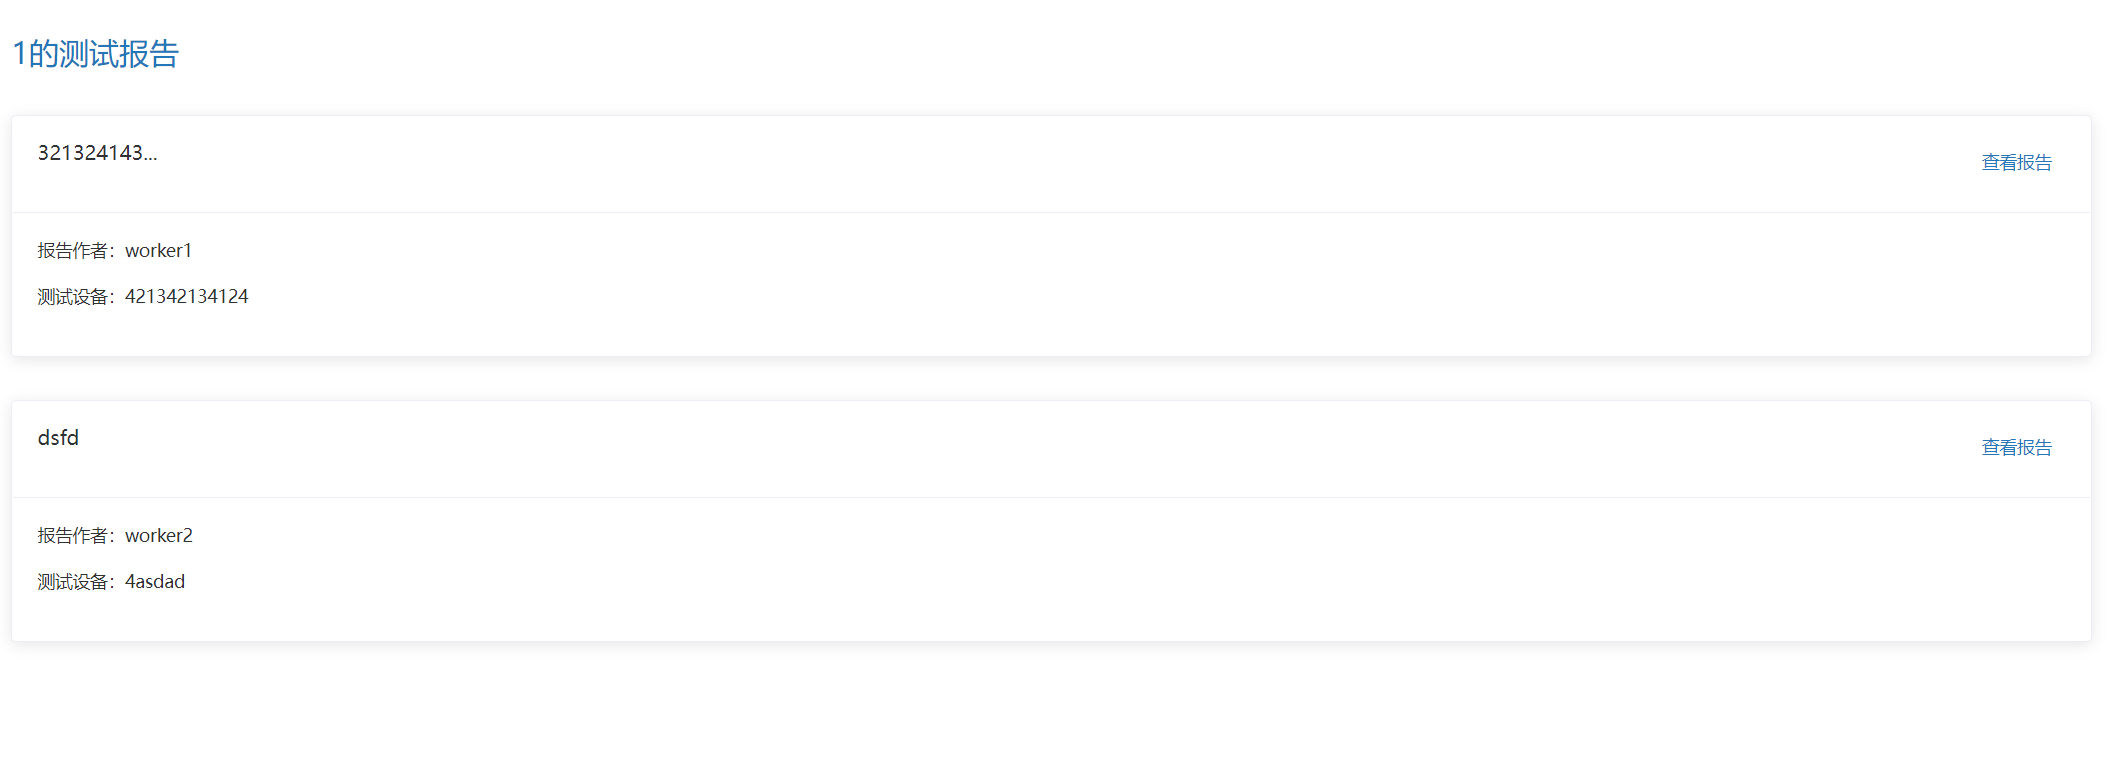 1的测试报告
321324143...
查看报告
报告作者：worker1
测试设备：421342134124
dsfd
查看报告
报告作者：worker2
测试设备：4asdad